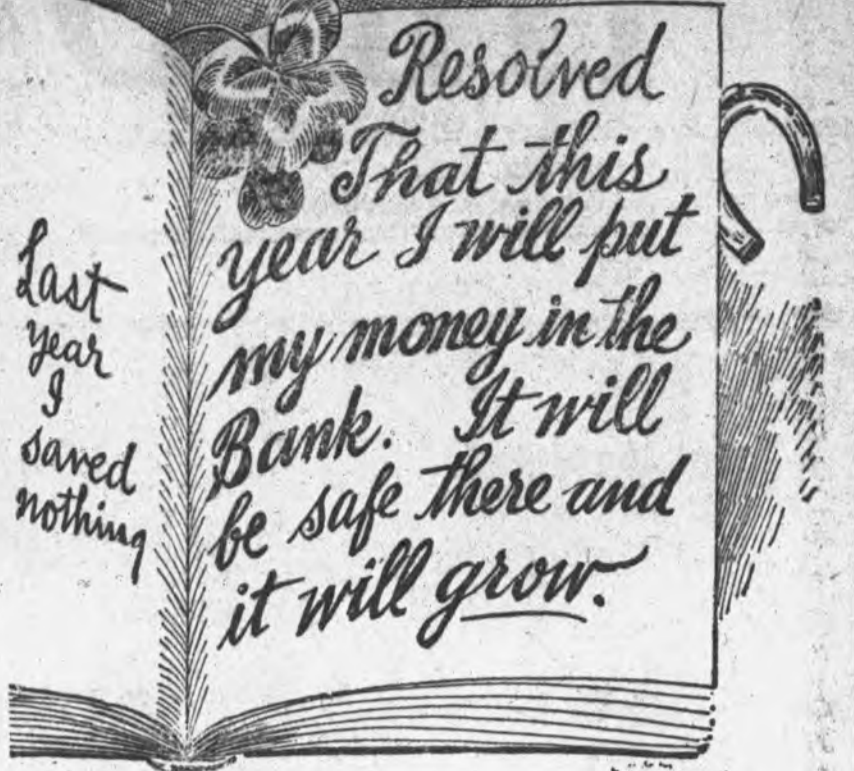 Last
year
I
saved
nothing
Resolved
That this
year I will put
my money in the
Bank. It will
be safe there and
it will grow.